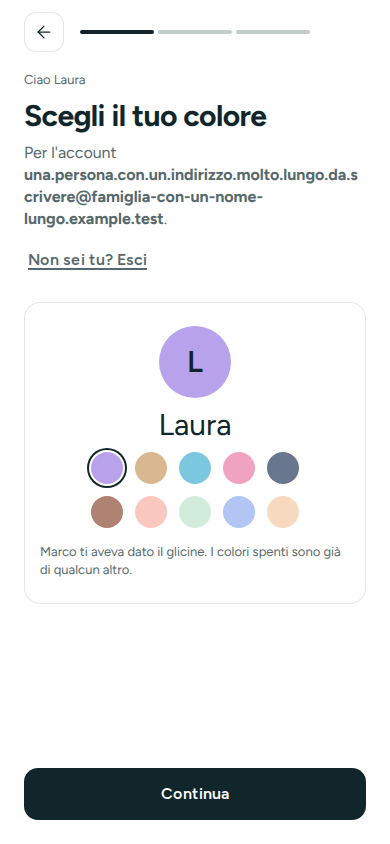 Ciao Laura
Scegli il tuo colore
Per l'account
una.persona.con.un.indirizzo.molto.lungo.da.s
crivere@famiglia-con-un-nome-
lungo.example.test.
Non sei tu? Esci
L
Laura
Marco ti aveva dato il glicine. I colori spenti sono già
di qualcun altro.
Continua